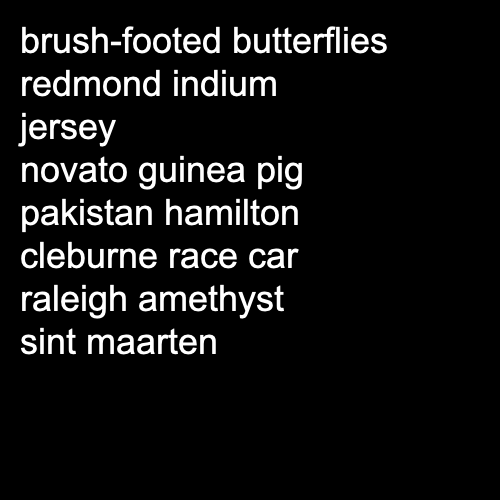 brush-footed butterflies
redmond indium
jersey
novato guinea pig
pakistan hamilton
cleburne race car
raleigh amethyst
sint maarten